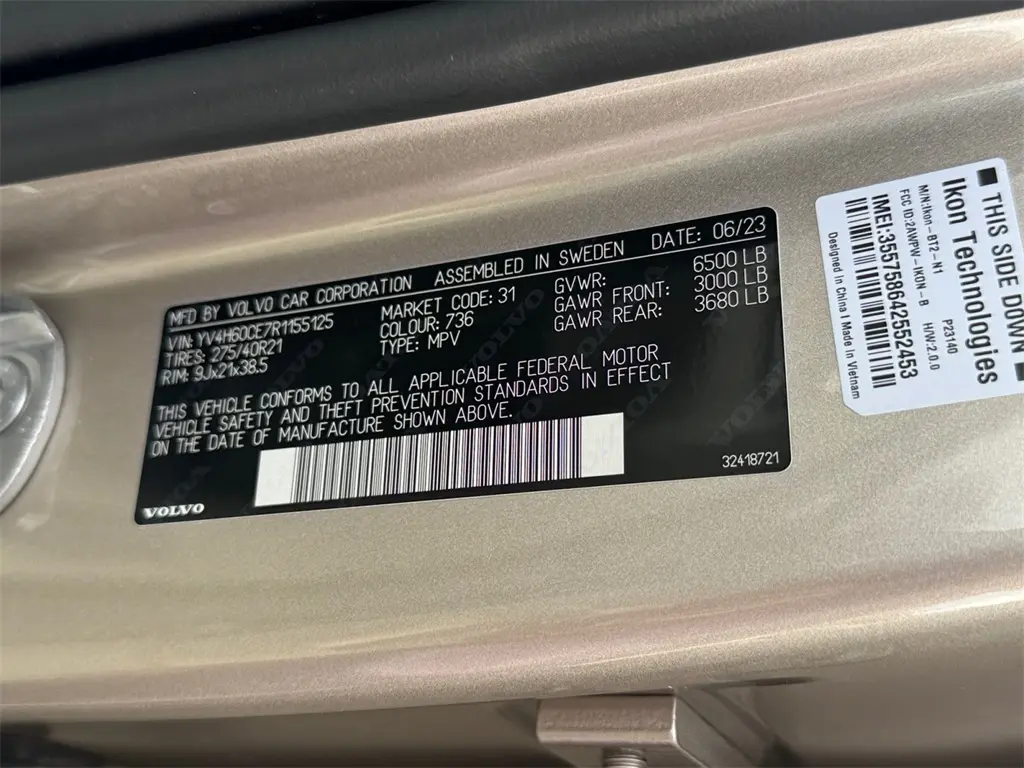 MFD BY VOLVO CAR CORPORATION ASSEMBLED IN SWEDEN DATE: 06/23
VIN: YV4H60CE7R1155125 MARKET CODE: 31 GVWR: 6500 LB
TIRES: 275/40R21 COLOUR: 736 GAWR FRONT: 3000 LB
RIM: 9Jx21x38.5 TYPE: MPV GAWR REAR: 3680 LB
THIS VEHICLE CONFORMS TO ALL APPLICABLE FEDERAL MOTOR
VEHICLE SAFETY AND THEFT PREVENTION STANDARDS IN EFFECT
ON THE DATE OF MANUFACTURE SHOWN ABOVE.
VOLVO
32418721
THIS SIDE DOWN
Ikon Technologies
M/N:Ikon-BT2-N1 P23140
FCC ID:2AWPW-IKON-B H/W:2.0.0
IMEI:355758642552453
Designed In China | Made In Vietnam